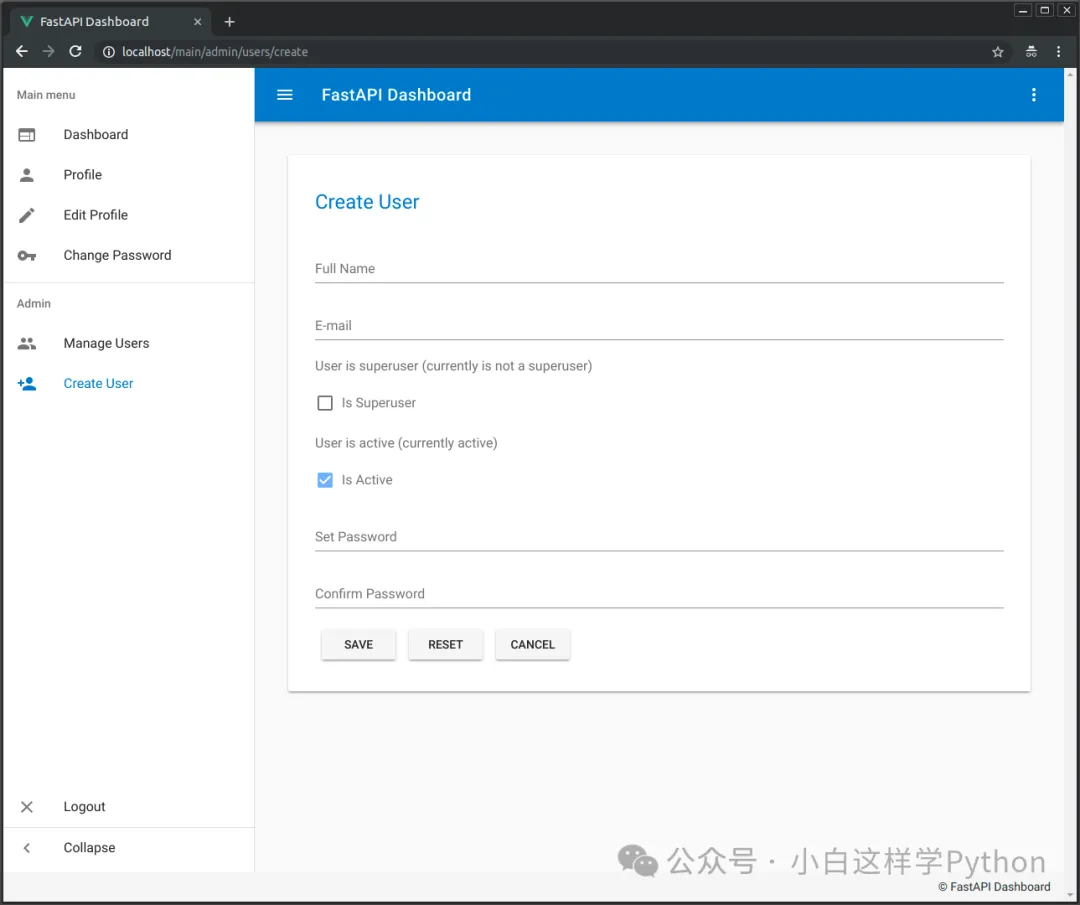 FastAPI Dashboard
localhost/main/admin/users/create
Main menu
Dashboard
Profile
Edit Profile
Change Password
Admin
Manage Users
Create User
Logout
Collapse
FastAPI Dashboard
Create User
Full Name
E-mail
User is superuser (currently is not a superuser)
Is Superuser
User is active (currently active)
Is Active
Set Password
Confirm Password
SAVE RESET CANCEL
公众号 · 小白这样学Python
© FastAPI Dashboard